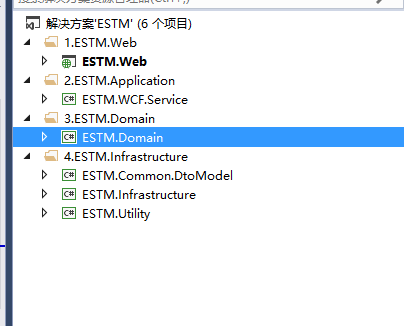 解决方案'ESTM' (6 个项目)
1.ESTM.Web
ESTM.Web
2.ESTM.Application
C# ESTM.WCF.Service
3.ESTM.Domain
C# ESTM.Domain
4.ESTM.Infrastructure
C# ESTM.Common.DtoModel
C# ESTM.Infrastructure
C# ESTM.Utility